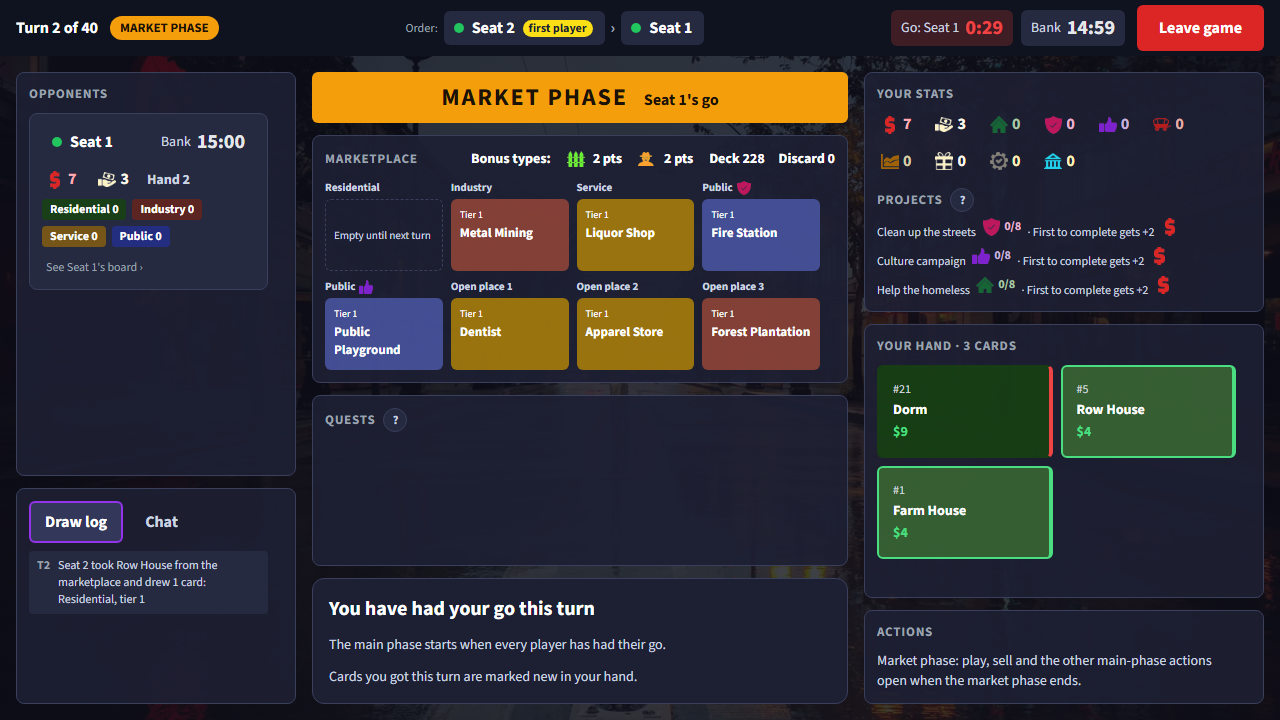 Turn 2 of 40
MARKET PHASE
Order:
Seat 2
first player
›
Seat 1
Go: Seat 1 0:29
Bank 14:59
Leave game
OPPONENTS
Seat 1
Bank 15:00
7
3
Hand 2
Residential 0
Industry 0
Service 0
Public 0
See Seat 1's board ›
Draw log
Chat
T2
Seat 2 took Row House from the
marketplace and drew 1 card:
Residential, tier 1
MARKET PHASE Seat 1's go
MARKETPLACE
Bonus types:
2 pts
2 pts
Deck 228
Discard 0
Residential
Empty until next turn
Industry
Tier 1
Metal Mining
Service
Tier 1
Liquor Shop
Public
Tier 1
Fire Station
Public
Tier 1
Public
Playground
Open place 1
Tier 1
Dentist
Open place 2
Tier 1
Apparel Store
Open place 3
Tier 1
Forest Plantation
QUESTS
?
You have had your go this turn
The main phase starts when every player has had their go.
Cards you got this turn are marked new in your hand.
YOUR STATS
7
3
0
0
0
0
0
0
0
0
PROJECTS
?
Clean up the streets 0/8 · First to complete gets +2
Culture campaign 0/8 · First to complete gets +2
Help the homeless 0/8 · First to complete gets +2
YOUR HAND · 3 CARDS
#21
Dorm
$9
#5
Row House
$4
#1
Farm House
$4
ACTIONS
Market phase: play, sell and the other main-phase actions
open when the market phase ends.